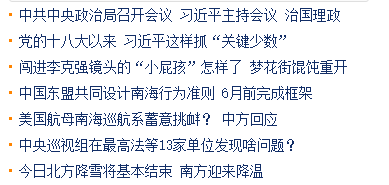 中共中央政治局召开会议 习近平主持会议 治国理政
党的十八大以来 习近平这样抓“关键少数”
闯进李克强镜头的“小屁孩”怎样了 梦花街馄饨重开
中国东盟共同设计南海行为准则 6月前完成框架
美国航母南海巡航系蓄意挑衅？ 中方回应
中央巡视组在最高法等13家单位发现啥问题？
今日北方降雪将基本结束 南方迎来降温